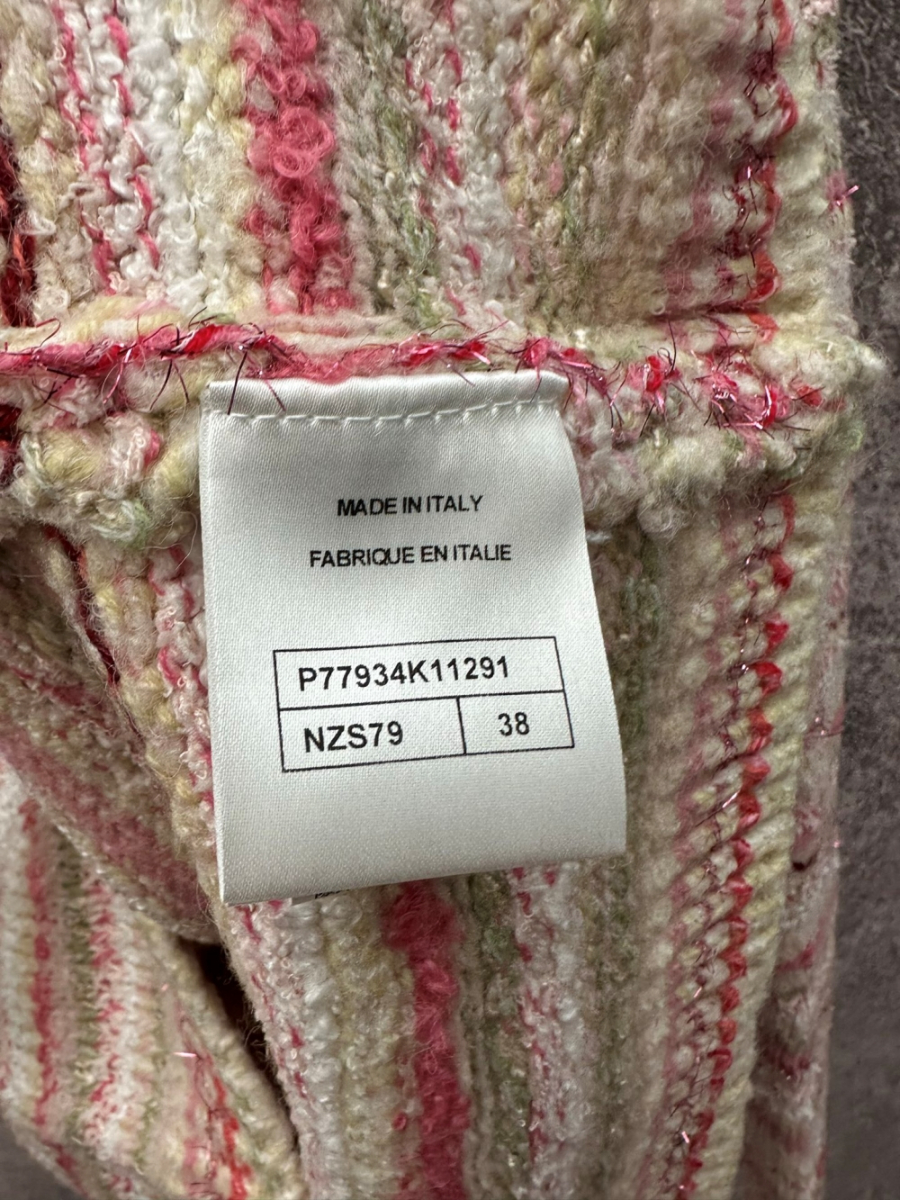 MADE IN ITALY
FABRIQUE EN ITALIE
P77934K11291
NZS79 38